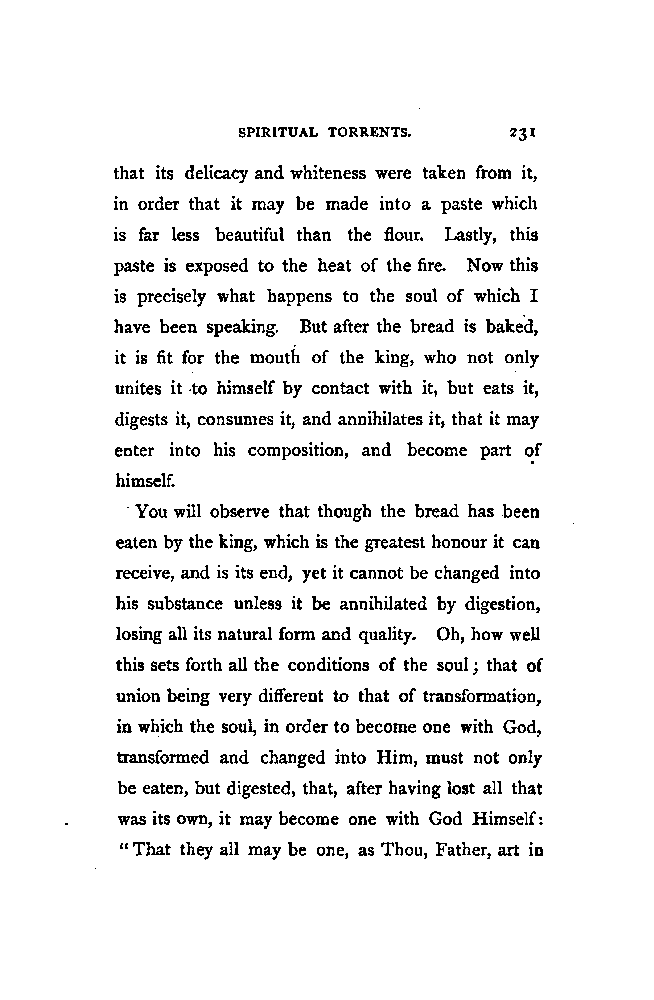 SPIRITUAL TORRENTS. 231
that its delicacy and whiteness were taken from it,
in order that it may be made into a paste which
is far less beautiful than the flour. Lastly, this
paste is exposed to the heat of the fire. Now this
is precisely what happens to the soul of which I
have been speaking. But after the bread is baked,
it is fit for the mouth of the king, who not only
unites it to himself by contact with it, but eats it,
digests it, consumes it, and annihilates it, that it may
enter into his composition, and become part of
himself.
You will observe that though the bread has been
eaten by the king, which is the greatest honour it can
receive, and is its end, yet it cannot be changed into
his substance unless it be annihilated by digestion,
losing all its natural form and quality. Oh, how well
this sets forth all the conditions of the soul; that of
union being very different to that of transformation,
in which the soul, in order to become one with God,
transformed and changed into Him, must not only
be eaten, but digested, that, after having lost all that
was its own, it may become one with God Himself:
“That they all may be one, as Thou, Father, art in